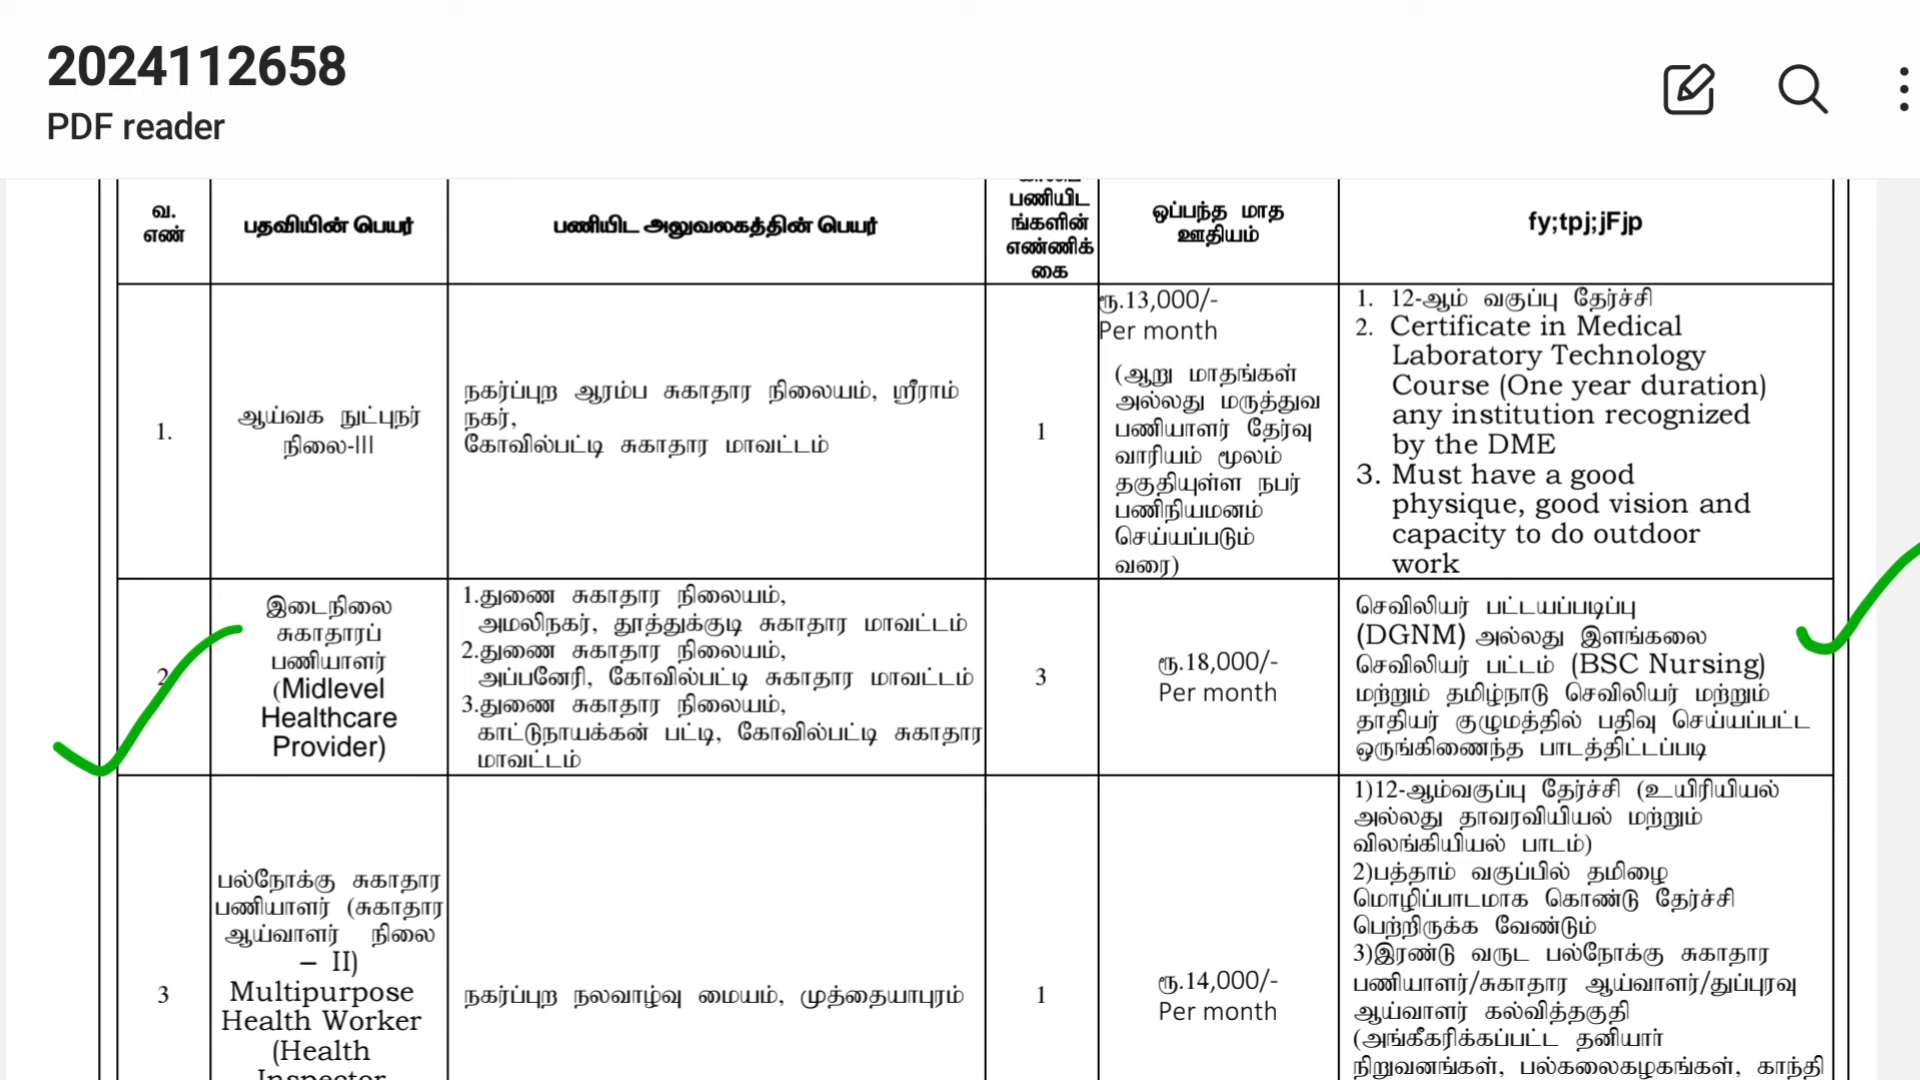 2024112658
PDF reader
வ.
எண்
பதவியின் பெயர்
பணியிட அலுவலகத்தின் பெயர்
பணியிட
ங்களின்
எண்ணிக்
கை
ஒப்பந்த மாத
ஊதியம்
fy;tpj;jFjp
1.
ஆய்வக நுட்புநர்
நிலை-III
நகர்ப்புற ஆரம்ப சுகாதார நிலையம், ஸ்ரீராம்
நகர்,
கோவில்பட்டி சுகாதார மாவட்டம்
1
ரூ.13,000/-
Per month
(ஆறு மாதங்கள்
அல்லது மருத்துவ
பணியாளர் தேர்வு
வாரியம் மூலம்
தகுதியுள்ள நபர்
பணிநியமனம்
செய்யப்படும்
வரை)
1. 12-ஆம் வகுப்பு தேர்ச்சி
2. Certificate in Medical
Laboratory Technology
Course (One year duration)
any institution recognized
by the DME
3. Must have a good
physique, good vision and
capacity to do outdoor
work
2
இடைநிலை
சுகாதாரப்
பணியாளர்
(Midlevel
Healthcare
Provider)
1.துணை சுகாதார நிலையம்,
அமலிநகர், தூத்துக்குடி சுகாதார மாவட்டம்
2.துணை சுகாதார நிலையம்,
அப்பனேரி, கோவில்பட்டி சுகாதார மாவட்டம்
3.துணை சுகாதார நிலையம்,
காட்டுநாயக்கன் பட்டி, கோவில்பட்டி சுகாதார
மாவட்டம்
3
ரூ.18,000/-
Per month
செவிலியர் பட்டயப்படிப்பு
(DGNM) அல்லது இளங்கலை
செவிலியர் பட்டம் (BSC Nursing)
மற்றும் தமிழ்நாடு செவிலியர் மற்றும்
தாதியர் குழுமத்தில் பதிவு செய்யப்பட்ட
ஒருங்கிணைந்த பாடத்திட்டப்படி
3
பல்நோக்கு சுகாதார
பணியாளர் (சுகாதார
ஆய்வாளர் நிலை
– II)
Multipurpose
Health Worker
(Health
Inspector
நகர்ப்புற நலவாழ்வு மையம், முத்தையாபுரம்
1
ரூ.14,000/-
Per month
1)12-ஆம்வகுப்பு தேர்ச்சி (உயிரியியல்
அல்லது தாவரவியியல் மற்றும்
விலங்கியியல் பாடம்)
2)பத்தாம் வகுப்பில் தமிழை
மொழிப்பாடமாக கொண்டு தேர்ச்சி
பெற்றிருக்க வேண்டும்
3)இரண்டு வருட பல்நோக்கு சுகாதார
பணியாளர்/சுகாதார ஆய்வாளர்/துப்புரவு
ஆய்வாளர் கல்வித்தகுதி
(அங்கீகரிக்கப்பட்ட தனியார்
நிறுவனங்கள், பல்கலைகழகங்கள், காந்தி